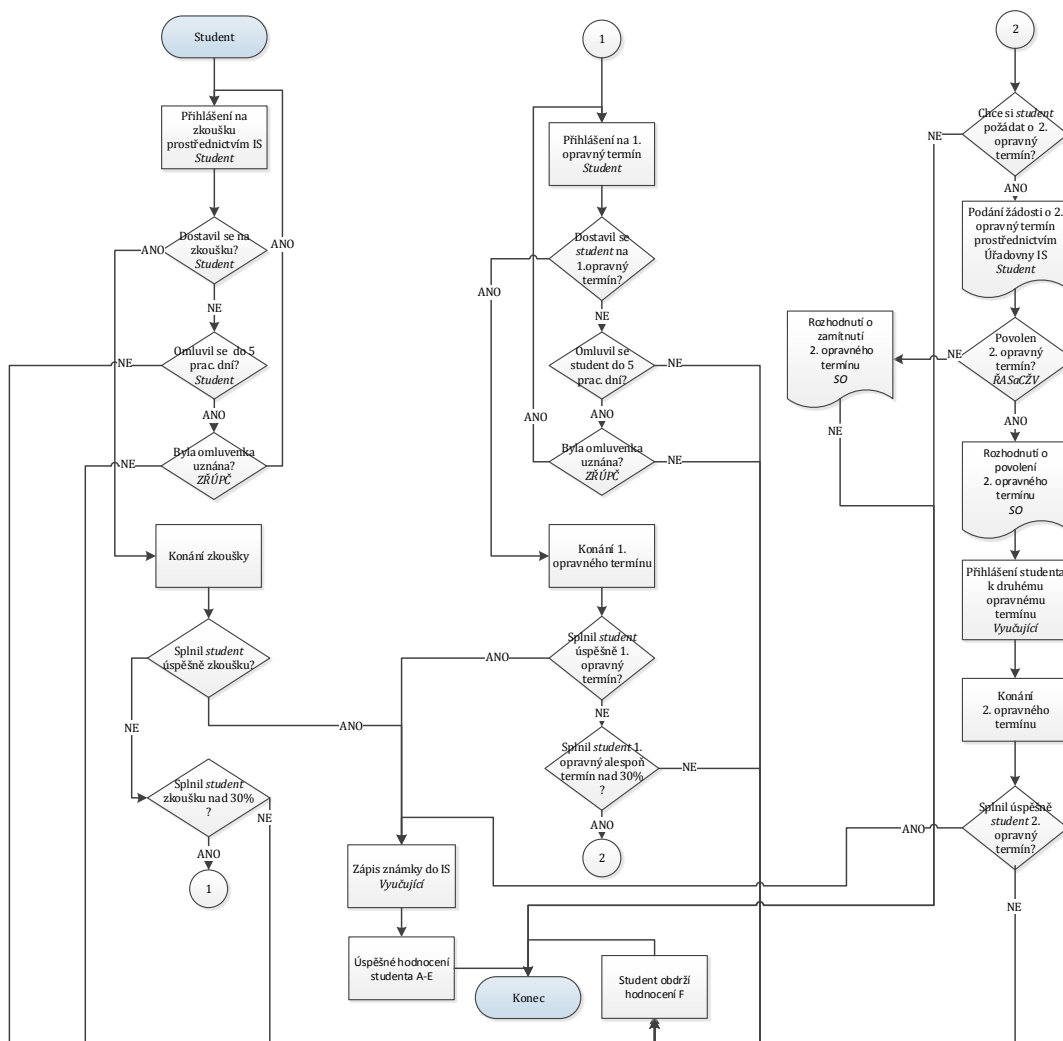 Student
Přihlášení na
zkoušku
prostřednictvím IS
Student
Dostavil se na
zkoušku?
Student
ANO
ANO
NE
Omluvil se do 5
prac. dní?
Student
NE
ANO
Byla omluvenka
uznána?
ZŘÚPČ
NE
Konání zkoušky
Splnil student
úspěšně zkoušku?
NE
ANO
Splnil student
zkoušku nad 30%
?
NE
ANO
1
1
Přihlášení na 1.
opravný termín
Student
Dostavil se
student na
1.opravný
termín?
ANO
NE
Omluvil se
student do 5
prac. dní?
NE
ANO
ANO
Byla omluvenka
uznána?
ZŘÚPČ
NE
Konání 1.
opravného termínu
Splnil student
úspěšně 1.
opravný
termín?
ANO
NE
Splnil student 1.
opravný alespoň
termín nad 30%
?
NE
ANO
2
Zápis známky do IS
Vyučující
Úspěšné hodnocení
studenta A-E
Konec
Student obdrží
hodnocení F
2
Chce si student
požádat o 2.
opravný
termín?
NE
ANO
Podání žádosti o 2.
opravný termín
prostřednictvím
Úřadovny IS
Student
Povolen
2. opravný
termín?
ŘASaCŽV
NE
Rozhodnutí o
zamítnutí
2. opravného
termínu
SO
NE
ANO
Rozhodnutí o
povolení
2. opravného
termínu
SO
Přihlášení studenta
k druhému
opravnému
termínu
Vyučující
Konání
2. opravného
termínu
Splnil úspěšně
student 2.
opravný
termín?
ANO
NE